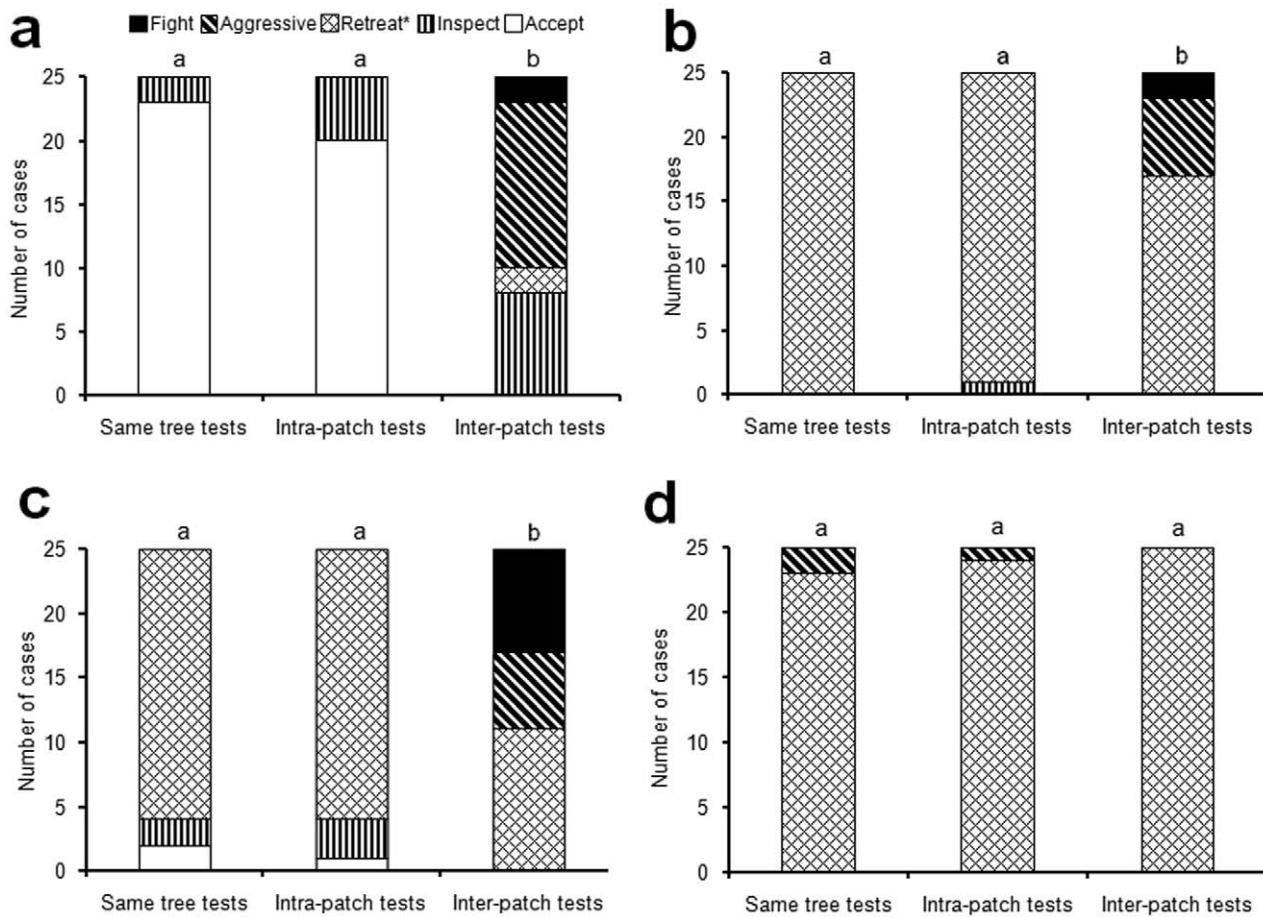 a
Fight Aggressive Retreat* Inspect Accept
a a b
Number of cases
25
20
15
10
5
0
Same tree tests Intra-patch tests Inter-patch tests
b
a a b
Number of cases
25
20
15
10
5
0
Same tree tests Intra-patch tests Inter-patch tests
c
a a b
Number of cases
25
20
15
10
5
0
Same tree tests Intra-patch tests Inter-patch tests
d
a a a
Number of cases
25
20
15
10
5
0
Same tree tests Intra-patch tests Inter-patch tests